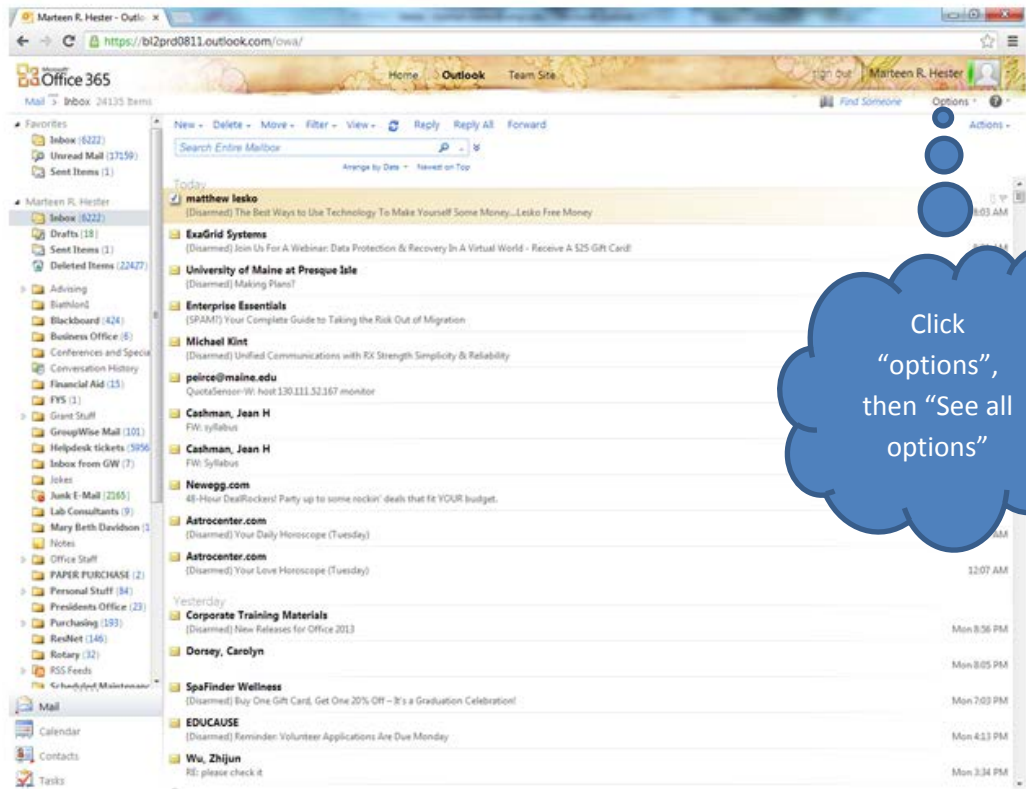 Marteen R. Hester - Outlo
https://bl2prd0811.outlook.com/owa/
Microsoft
Office 365
Home Outlook Team Site
sign out Marteen R. Hester
Mail > Inbox 24135 Items
Find Someone Options
Favorites
Inbox (6222)
Unread Mail (17159)
Sent Items (1)
Marteen R. Hester
Inbox (6222)
Drafts (18)
Sent Items (1)
Deleted Items (22427)
Advising
Biathlon1
Blackboard (424)
Business Office (6)
Conferences and Specia
Conversation History
Financial Aid (15)
FYS (1)
Grant Stuff
GroupWise Mail (101)
Helpdesk tickets (5956
Inbox from GW (7)
Jokes
Junk E-Mail [2165]
Lab Consultants (9)
Mary Beth Davidson (1
Notes
Office Staff
PAPER PURCHASE (2)
Personal Stuff (84)
Presidents Office (23)
Purchasing (193)
ResNet (146)
Rotary (32)
RSS Feeds
Scheduled Maintenanc
Mail
Calendar
Contacts
Tasks
New Delete Move Filter View Reply Reply All Forward
Actions
Search Entire Mailbox
Arrange by Date Newest on Top
Today
matthew lesko
{Disarmed} The Best Ways to Use Technology To Make Yourself Some Money...Lesko Free Money
8:03 AM
ExaGrid Systems
{Disarmed} Join Us For A Webinar: Data Protection & Recovery In A Virtual World - Receive A $25 Gift Card!
University of Maine at Presque Isle
{Disarmed} Making Plans?
Enterprise Essentials
{SPAM?} Your Complete Guide to Taking the Risk Out of Migration
Michael Kint
{Disarmed} Unified Communications with RX Strength Simplicity & Reliability
peirce@maine.edu
QuotaSensor-W: host 130.111.52.167 monitor
Cashman, Jean H
FW: syllabus
Cashman, Jean H
FW: Syllabus
Newegg.com
48-Hour DealRockers! Party up to some rockin' deals that fit YOUR budget.
Astrocenter.com
{Disarmed} Your Daily Horoscope (Tuesday)
AM
Astrocenter.com
{Disarmed} Your Love Horoscope (Tuesday)
12:07 AM
Yesterday
Corporate Training Materials
{Disarmed} New Releases for Office 2013
Mon 8:56 PM
Dorsey, Carolyn
Mon 8:05 PM
SpaFinder Wellness
{Disarmed} Buy One Gift Card, Get One 20% Off – It's a Graduation Celebration!
Mon 7:03 PM
EDUCAUSE
{Disarmed} Reminder: Volunteer Applications Are Due Monday
Mon 4:13 PM
Wu, Zhijun
RE: please check it
Mon 3:34 PM
Click
“options”,
then “See all
options”